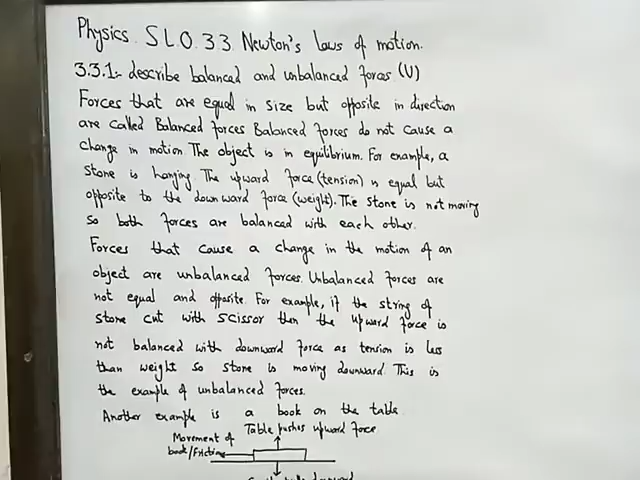 Physics. S.L.O. 3.3 Newton's laws of motion.
3.3.1:- describe balanced and unbalanced forces (U)
Forces that are equal in size but opposite in direction
are called Balanced forces Balanced forces do not cause a
change in motion. The object is in equilibrium. For example, a
stone is hanging The upward force (tension) is equal but
opposite to the downward force (weight). The stone is not moving
so both forces are balanced with each other.
Forces that cause a change in the motion of an
object are unbalanced forces. Unbalanced forces are
not equal and opposite. For example, if the string of
stone cut with scissor then the upward force is
not balanced with downward force as tension is less
than weight so stone is moving downward. This is
the example of unbalanced forces.
Another example is a book on the table
Table pushes upward force
Movement of
book/friction